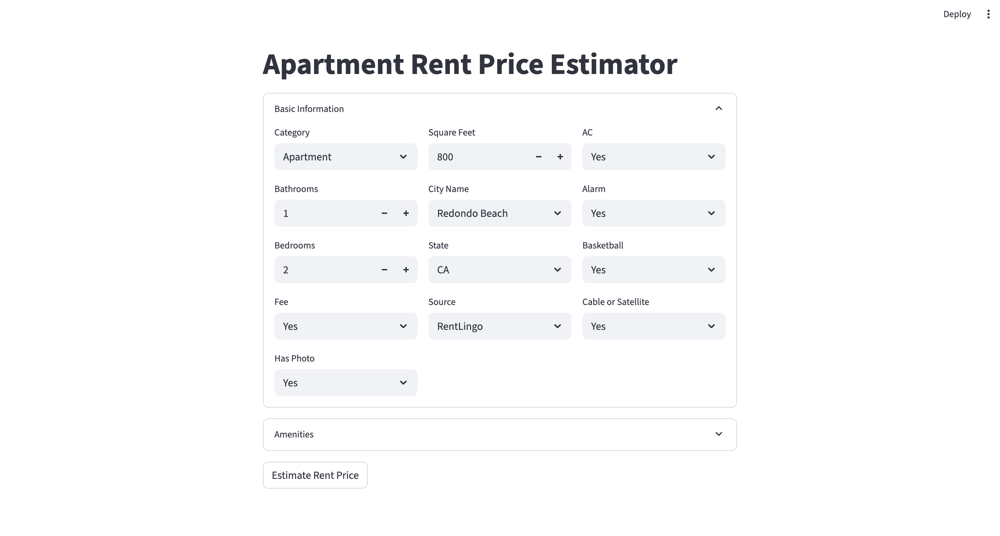 Deploy
Apartment Rent Price Estimator
Basic Information
Category
Square Feet
AC
Apartment
800
Yes
Bathrooms
City Name
Alarm
1
Redondo Beach
Yes
Bedrooms
State
Basketball
2
CA
Yes
Fee
Source
Cable or Satellite
Yes
RentLingo
Yes
Has Photo
Yes
Amenities
Estimate Rent Price